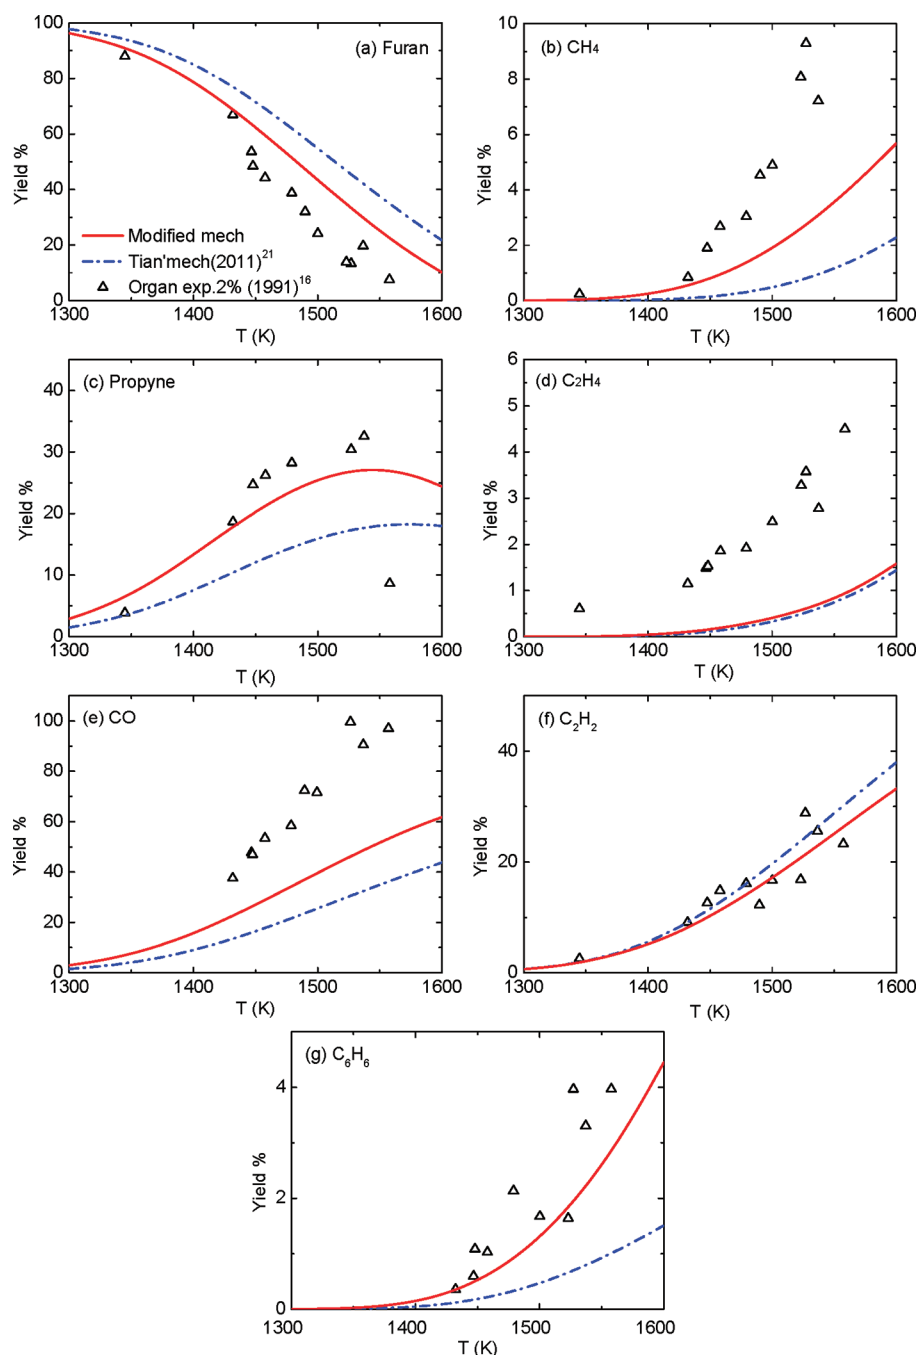 100
80
60
40
20
0
Yield %
(a) Furan
Modified mech
Tian'mech(2011)21
Organ exp.2% (1991)16
1300 1400 1500 1600
T (K)
10
8
6
4
2
0
Yield %
(b) CH4
1300 1400 1500 1600
T (K)
40
30
20
10
0
Yield %
(c) Propyne
1300 1400 1500 1600
T (K)
6
5
4
3
2
1
0
Yield %
(d) C2H4
1300 1400 1500 1600
T (K)
100
80
60
40
20
0
Yield %
(e) CO
1300 1400 1500 1600
T (K)
40
20
0
Yield %
(f) C2H2
1300 1400 1500 1600
T (K)
4
2
0
Yield %
(g) C6H6
1300 1400 1500 1600
T (K)